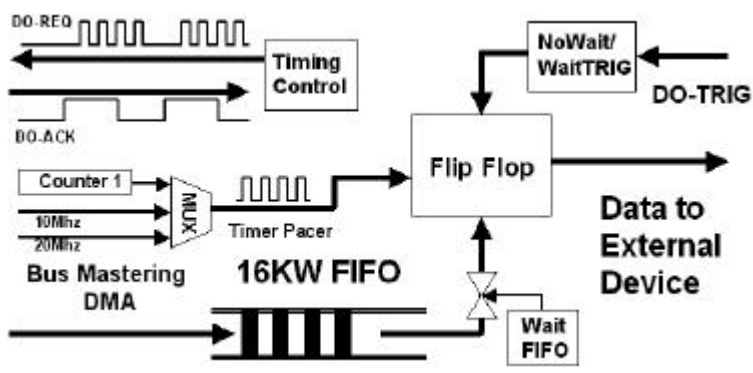 DO-REQ
Timing
Control
DO-ACK
NoWait/
WaitTRIG
DO-TRIG
Flip Flop
Counter 1
10Mhz
20Mhz
MUX
Timer Pacer
Data to
External
Device
Bus Mastering
DMA
16KW FIFO
Wait
FIFO